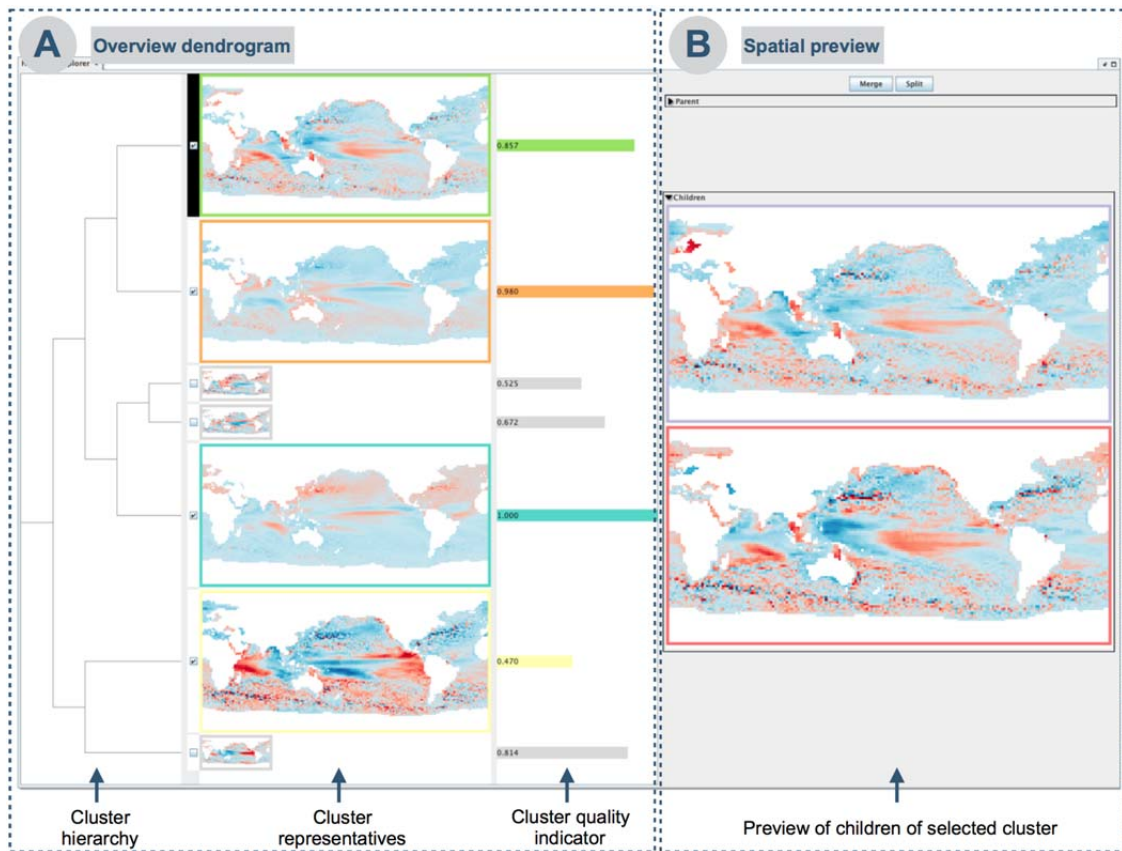 A
Overview dendrogram
B
Spatial preview
Merge
Split
Parent
0.857
Children
0.980
0.525
0.672
1.000
0.470
0.814
Cluster
hierarchy
Cluster
representatives
Cluster quality
indicator
Preview of children of selected cluster